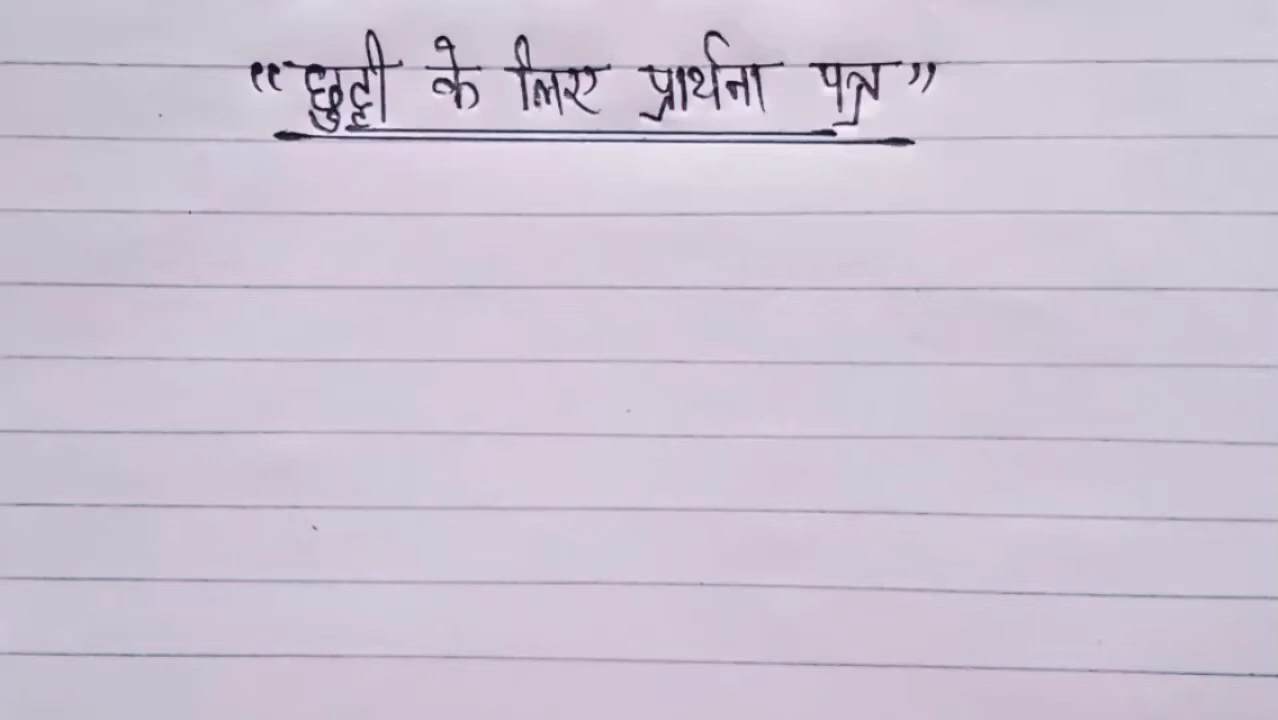 “छुट्टी के लिए प्रार्थना पत्र”